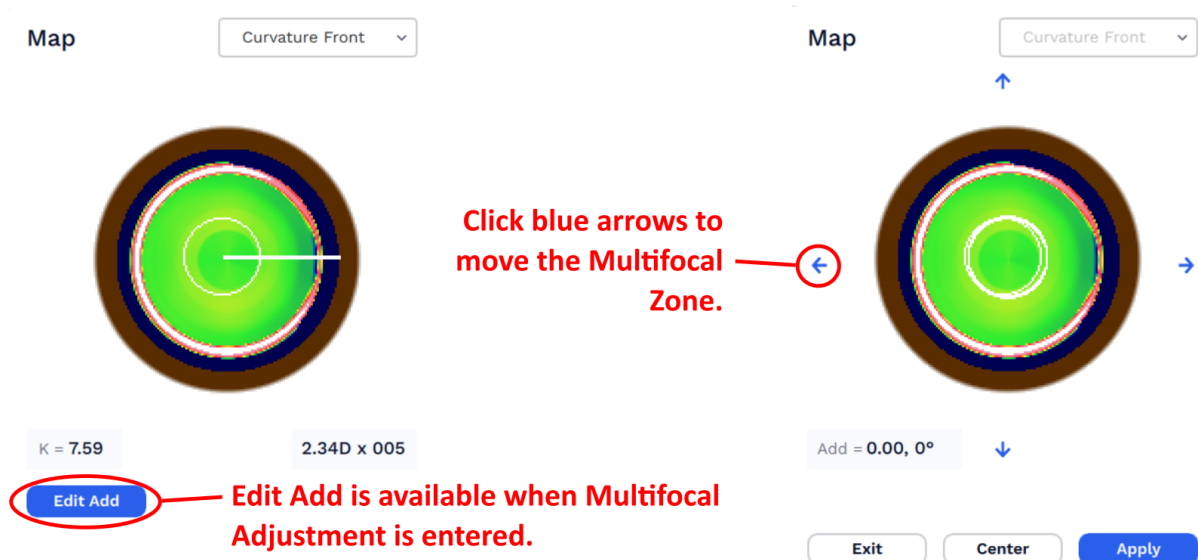 Map
Curvature Front
K = 7.59
2.34D x 005
Edit Add
Edit Add is available when Multifocal
Adjustment is entered.
Click blue arrows to
move the Multifocal
Zone.
Map
Curvature Front
Add = 0.00, 0°
Exit
Center
Apply